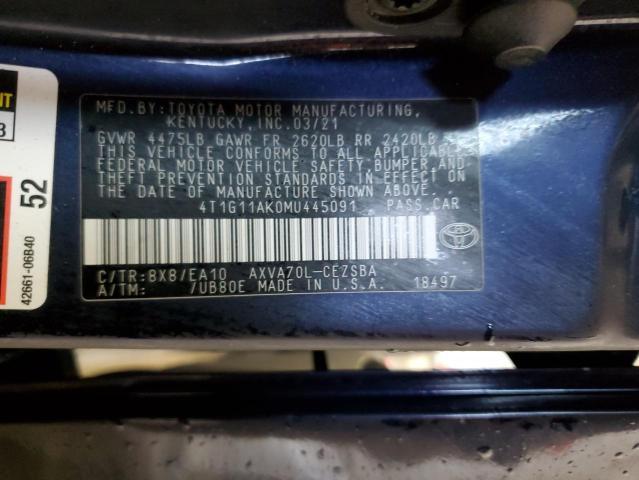 MFD.BY:TOYOTA MOTOR MANUFACTURING,
KENTUCKY, INC.03/21
GVWR 4475LB GAWR FR 2620LB RR 2420LB
THIS VEHICLE CONFORMS TO ALL APPLICABLE
FEDERAL MOTOR VEHICLE SAFETY,BUMPER,AND
THEFT PREVENTION STANDARDS IN EFFECT ON
THE DATE OF MANUFACTURE SHOWN ABOVE.
4T1G11AK0MU445091 PASS.CAR
C/TR:8X8/EA10 AXVA70L-CEZSBA
A/TM: /UB80E MADE IN U.S.A. 18497
52
42661-06B40